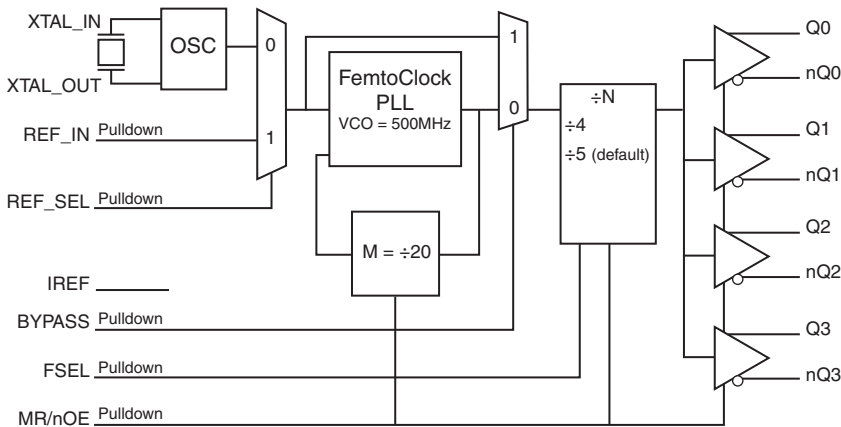 XTAL_IN
OSC
XTAL_OUT
0
1
REF_IN Pulldown
REF_SEL Pulldown
FemtoClock
PLL
VCO = 500MHz
M = ÷20
1
0
÷N
÷4
÷5 (default)
IREF
BYPASS Pulldown
FSEL Pulldown
MR/nOE Pulldown
Q0
nQ0
Q1
nQ1
Q2
nQ2
Q3
nQ3